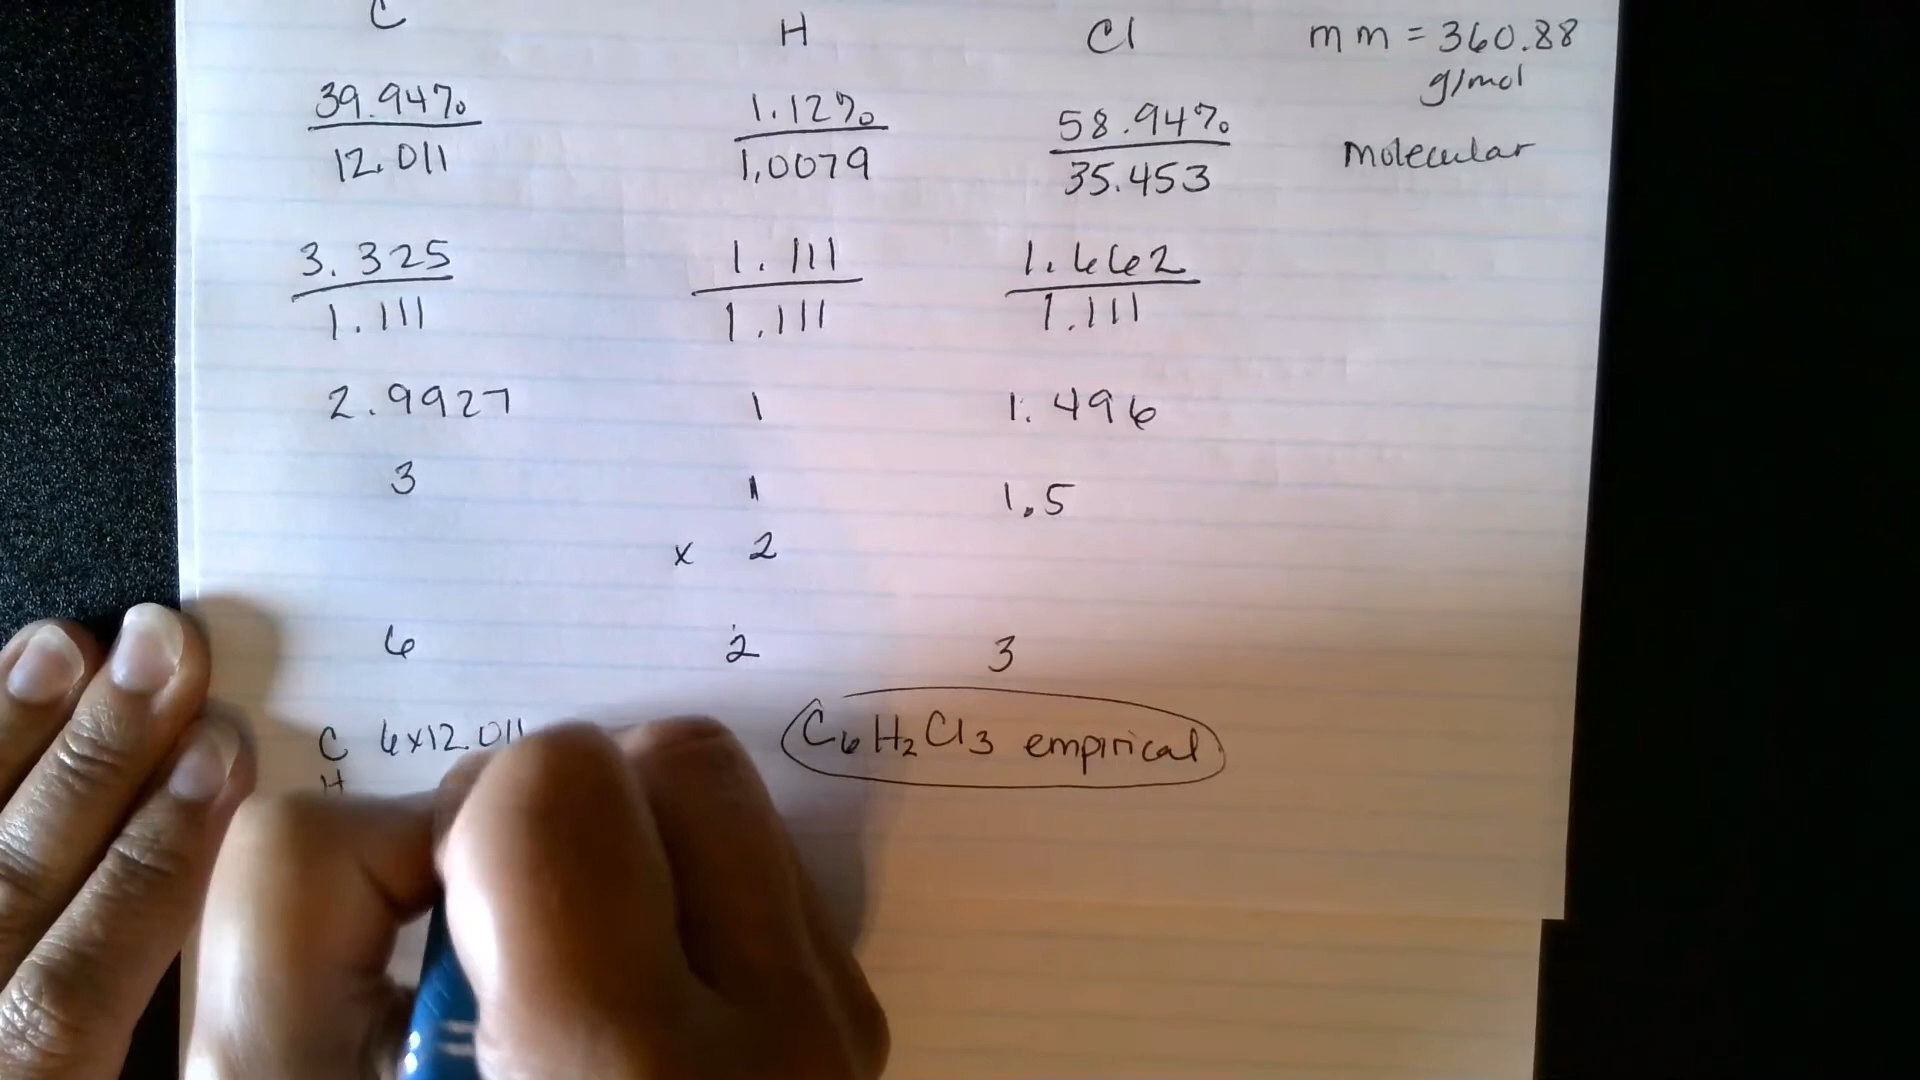 C H Cl mm = 360.88
g/mol
39.94% 1.12% 58.94%
12.011 1.0079 35.453
Molecular
3.325 1.111 1.662
1.111 1.111 1.111
2.9927 1 1.496
3 1 1.5
x 2
6 2 3
C 6x12.011 C6H2Cl3 empirical
H